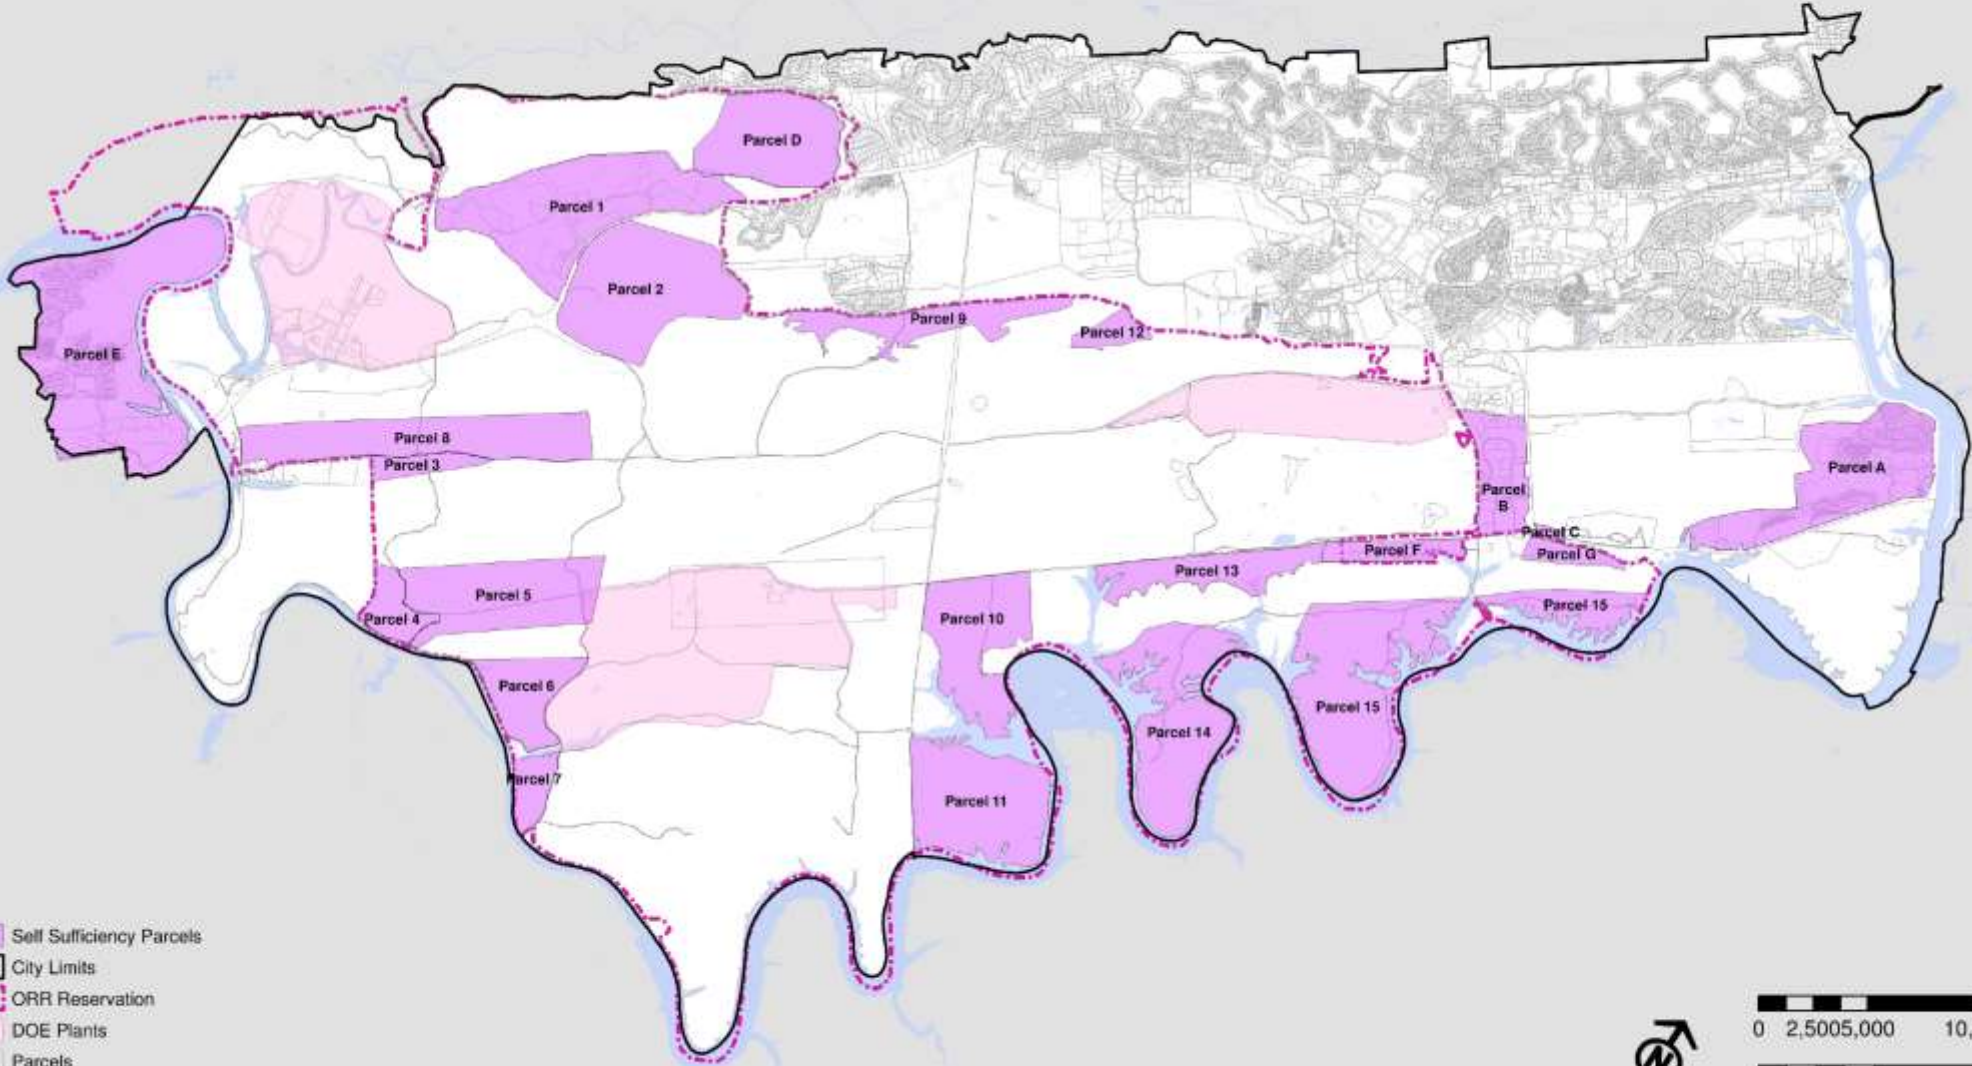 Parcel D
Parcel 1
Parcel 2
Parcel 9
Parcel 12
Parcel E
Parcel 8
Parcel 3
Parcel A
Parcel
B
Parcel C
Parcel F
Parcel G
Parcel 13
Parcel 5
Parcel 4
Parcel 10
Parcel 15
Parcel 6
Parcel 15
Parcel 14
Parcel 7
Parcel 11
Self Sufficiency Parcels
City Limits
ORR Reservation
DOE Plants
Parcels
N
0 2,5005,000 10,